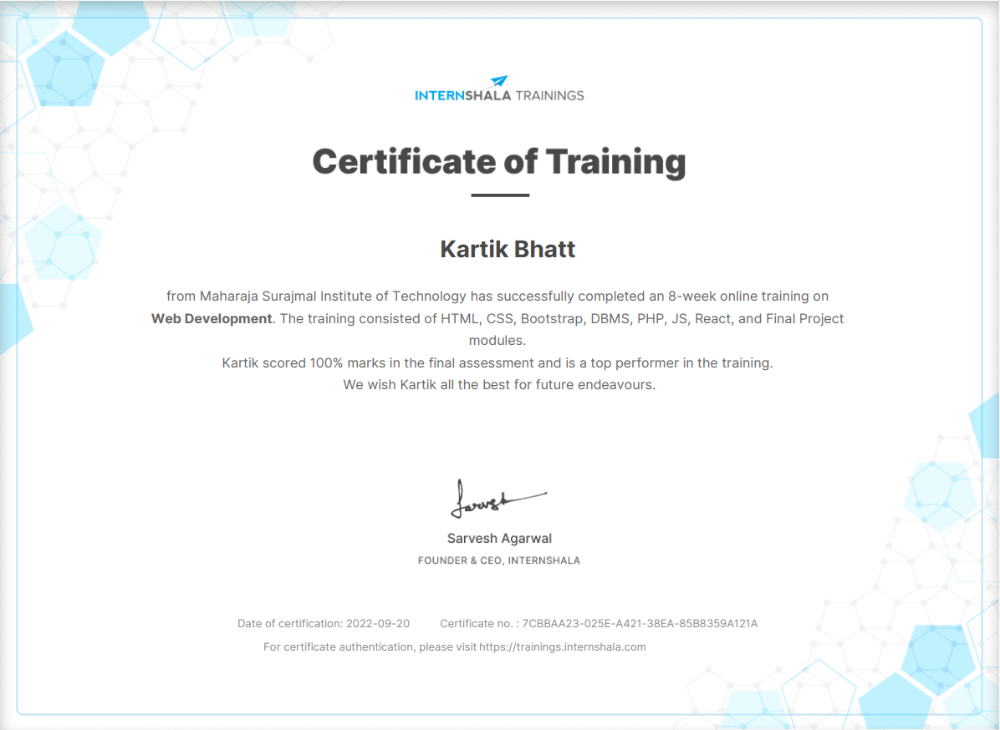 INTERNSHALA TRAININGS
Certificate of Training
Kartik Bhatt
from Maharaja Surajmal Institute of Technology has successfully completed an 8-week online training on
Web Development. The training consisted of HTML, CSS, Bootstrap, DBMS, PHP, JS, React, and Final Project
modules.
Kartik scored 100% marks in the final assessment and is a top performer in the training.
We wish Kartik all the best for future endeavours.
Sarvesh
Sarvesh Agarwal
FOUNDER & CEO, INTERNSHALA
Date of certification: 2022-09-20 Certificate no. : 7CBBAA23-025E-A421-38EA-85B8359A121A
For certificate authentication, please visit https://trainings.internshala.com